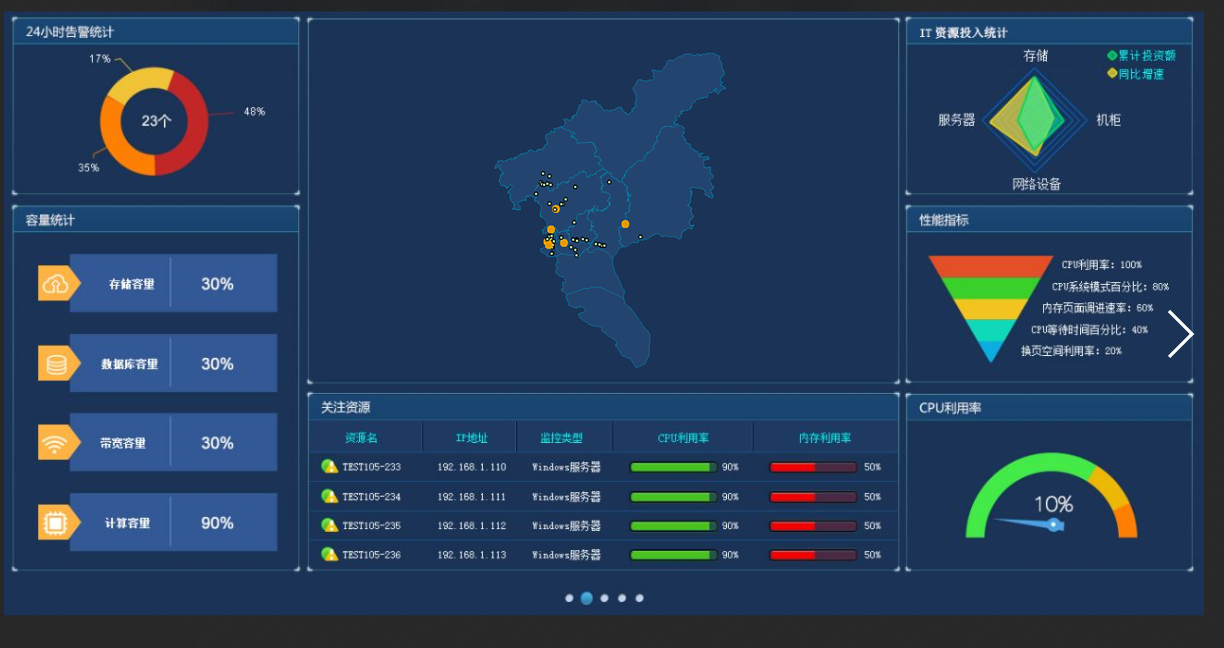 24小时告警统计
17%
48%
23个
35%
容量统计
存储容量 30%
数据库容量 30%
带宽容量 30%
计算容量 90%
关注资源
资源名 IP地址 监控类型 CPU利用率 内存利用率
TEST105-233 192.168.1.110 Windows服务器 90% 50%
TEST105-234 192.168.1.111 Windows服务器 90% 50%
TEST105-235 192.168.1.112 Windows服务器 90% 50%
TEST105-236 192.168.1.113 Windows服务器 90% 50%
IT 资源投入统计
存储
累计投资额
同比增速
服务器
机柜
网络设备
性能指标
CPU利用率: 100%
CPU系统模式百分比: 80%
内存页面调进速率: 60%
CPU等待时间百分比: 40%
换页空间利用率: 20%
CPU利用率
10%